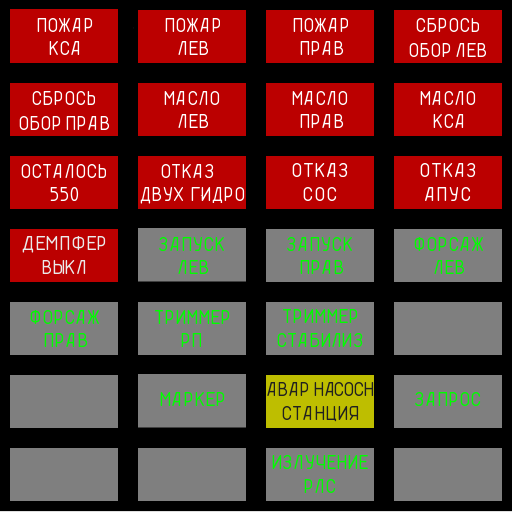 ПОЖАР
КСА
ПОЖАР
ЛЕВ
ПОЖАР
ПРАВ
СБРОСЬ
ОБОР ЛЕВ
СБРОСЬ
ОБОР ПРАВ
МАСЛО
ЛЕВ
МАСЛО
ПРАВ
МАСЛО
КСА
ОСТАЛОСЬ
550
ОТКАЗ
ДВУХ ГИДРО
ОТКАЗ
СОС
ОТКАЗ
АПУС
ДЕМПФЕР
ВЫКЛ
ЗАПУСК
ЛЕВ
ЗАПУСК
ПРАВ
ФОРСАЖ
ЛЕВ
ФОРСАЖ
ПРАВ
ТРИММЕР
РП
ТРИММЕР
СТАБИЛИЗ
МАРКЕР
АВАР НАСОСН
СТАНЦИЯ
ЗАПРОС
ИЗЛУЧЕНИЕ
РЛС